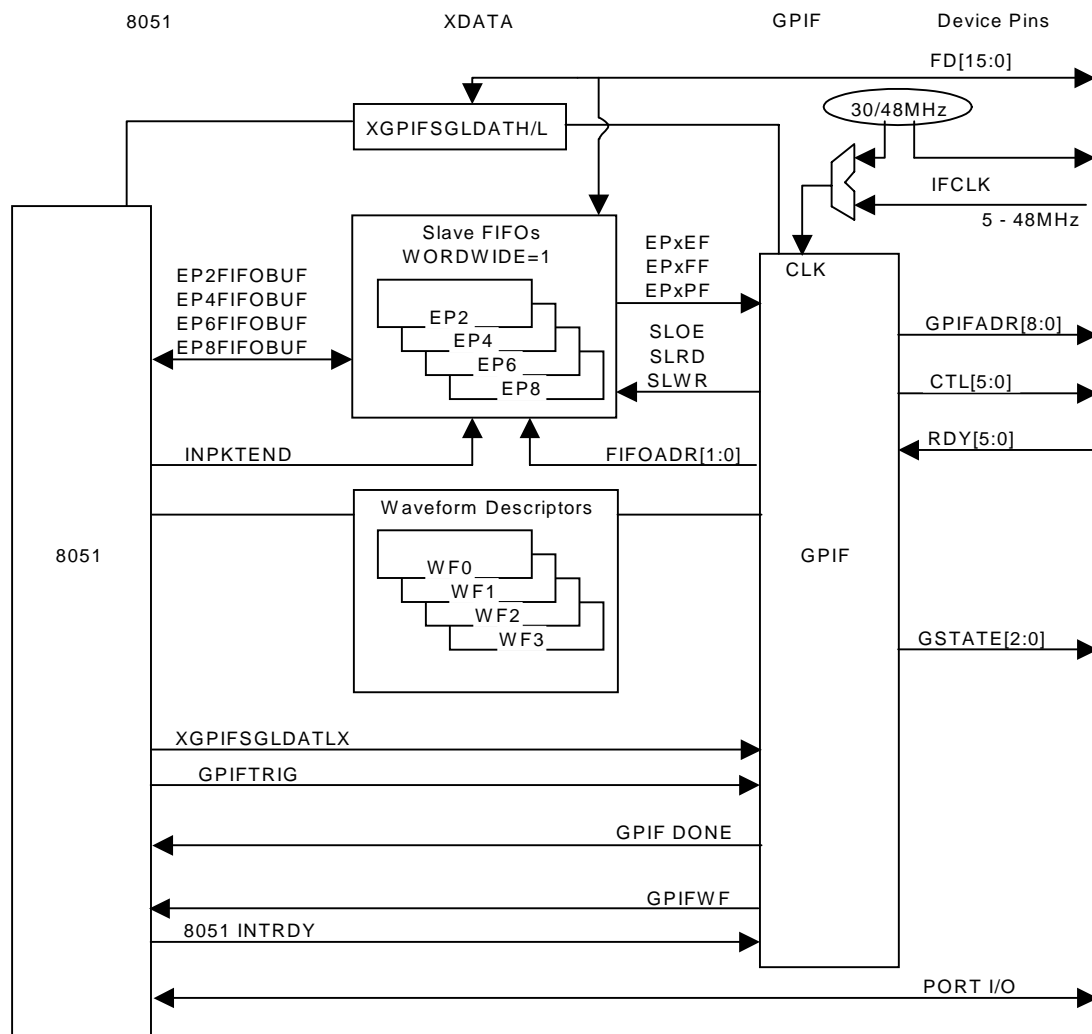 8051
XDATA
GPIF
Device Pins
FD[15:0]
30/48MHz
XGPIFSGLDATH/L
IFCLK
5 - 48MHz
Slave FIFOs
WORDWIDE=1
EP2
EP4
EP6
EP8
EP2FIFOBUF
EP4FIFOBUF
EP6FIFOBUF
EP8FIFOBUF
EPxEF
EPxFF
EPxPF
SLOE
SLRD
SLWR
CLK
GPIFADR[8:0]
CTL[5:0]
RDY[5:0]
INPKTEND
FIFOADR[1:0]
Waveform Descriptors
WF0
WF1
WF2
WF3
8051
GPIF
GSTATE[2:0]
XGPIFSGLDATLX
GPIFTRIG
GPIF DONE
GPIFWF
8051 INTRDY
PORT I/O